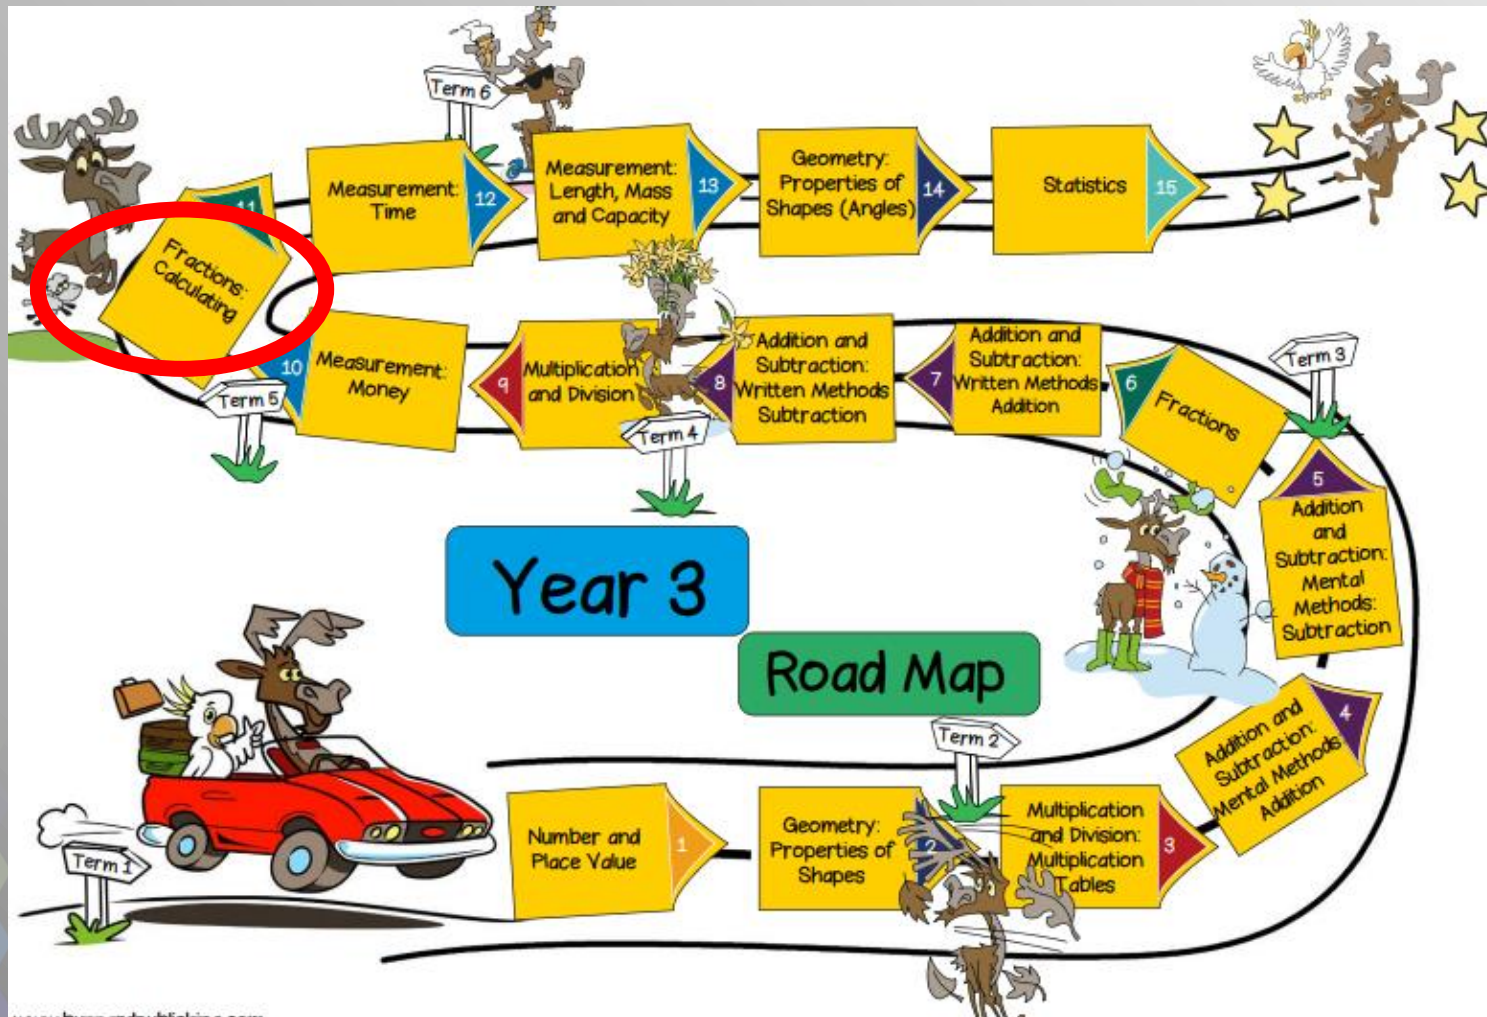 Term 6
Measurement:
Time
12
Measurement:
Length, Mass
and Capacity
13
Geometry:
Properties of
Shapes (Angles)
14
Statistics
15
11
Fractions:
Calculating
10
Measurement:
Money
Term 5
9
Multiplication
and Division
Term 4
8
Addition and
Subtraction:
Written Methods
Subtraction
7
Addition and
Subtraction:
Written Methods
Addition
6
Fractions
Term 3
5
Addition
and
Subtraction:
Mental
Methods:
Subtraction
Year 3
Road Map
4
Addition and
Subtraction:
Mental Methods
Addition
Term 2
Term 1
Number and
Place Value
1
Geometry:
Properties of
Shapes
2
Multiplication
and Division:
Multiplication
Tables
3